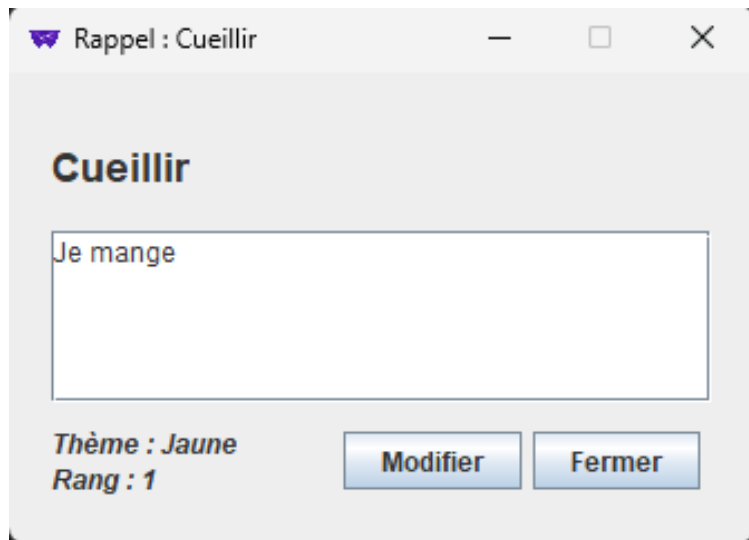 Rappel : Cueillir
Cueillir
Je mange
Thème : Jaune
Rang : 1
Modifier
Fermer